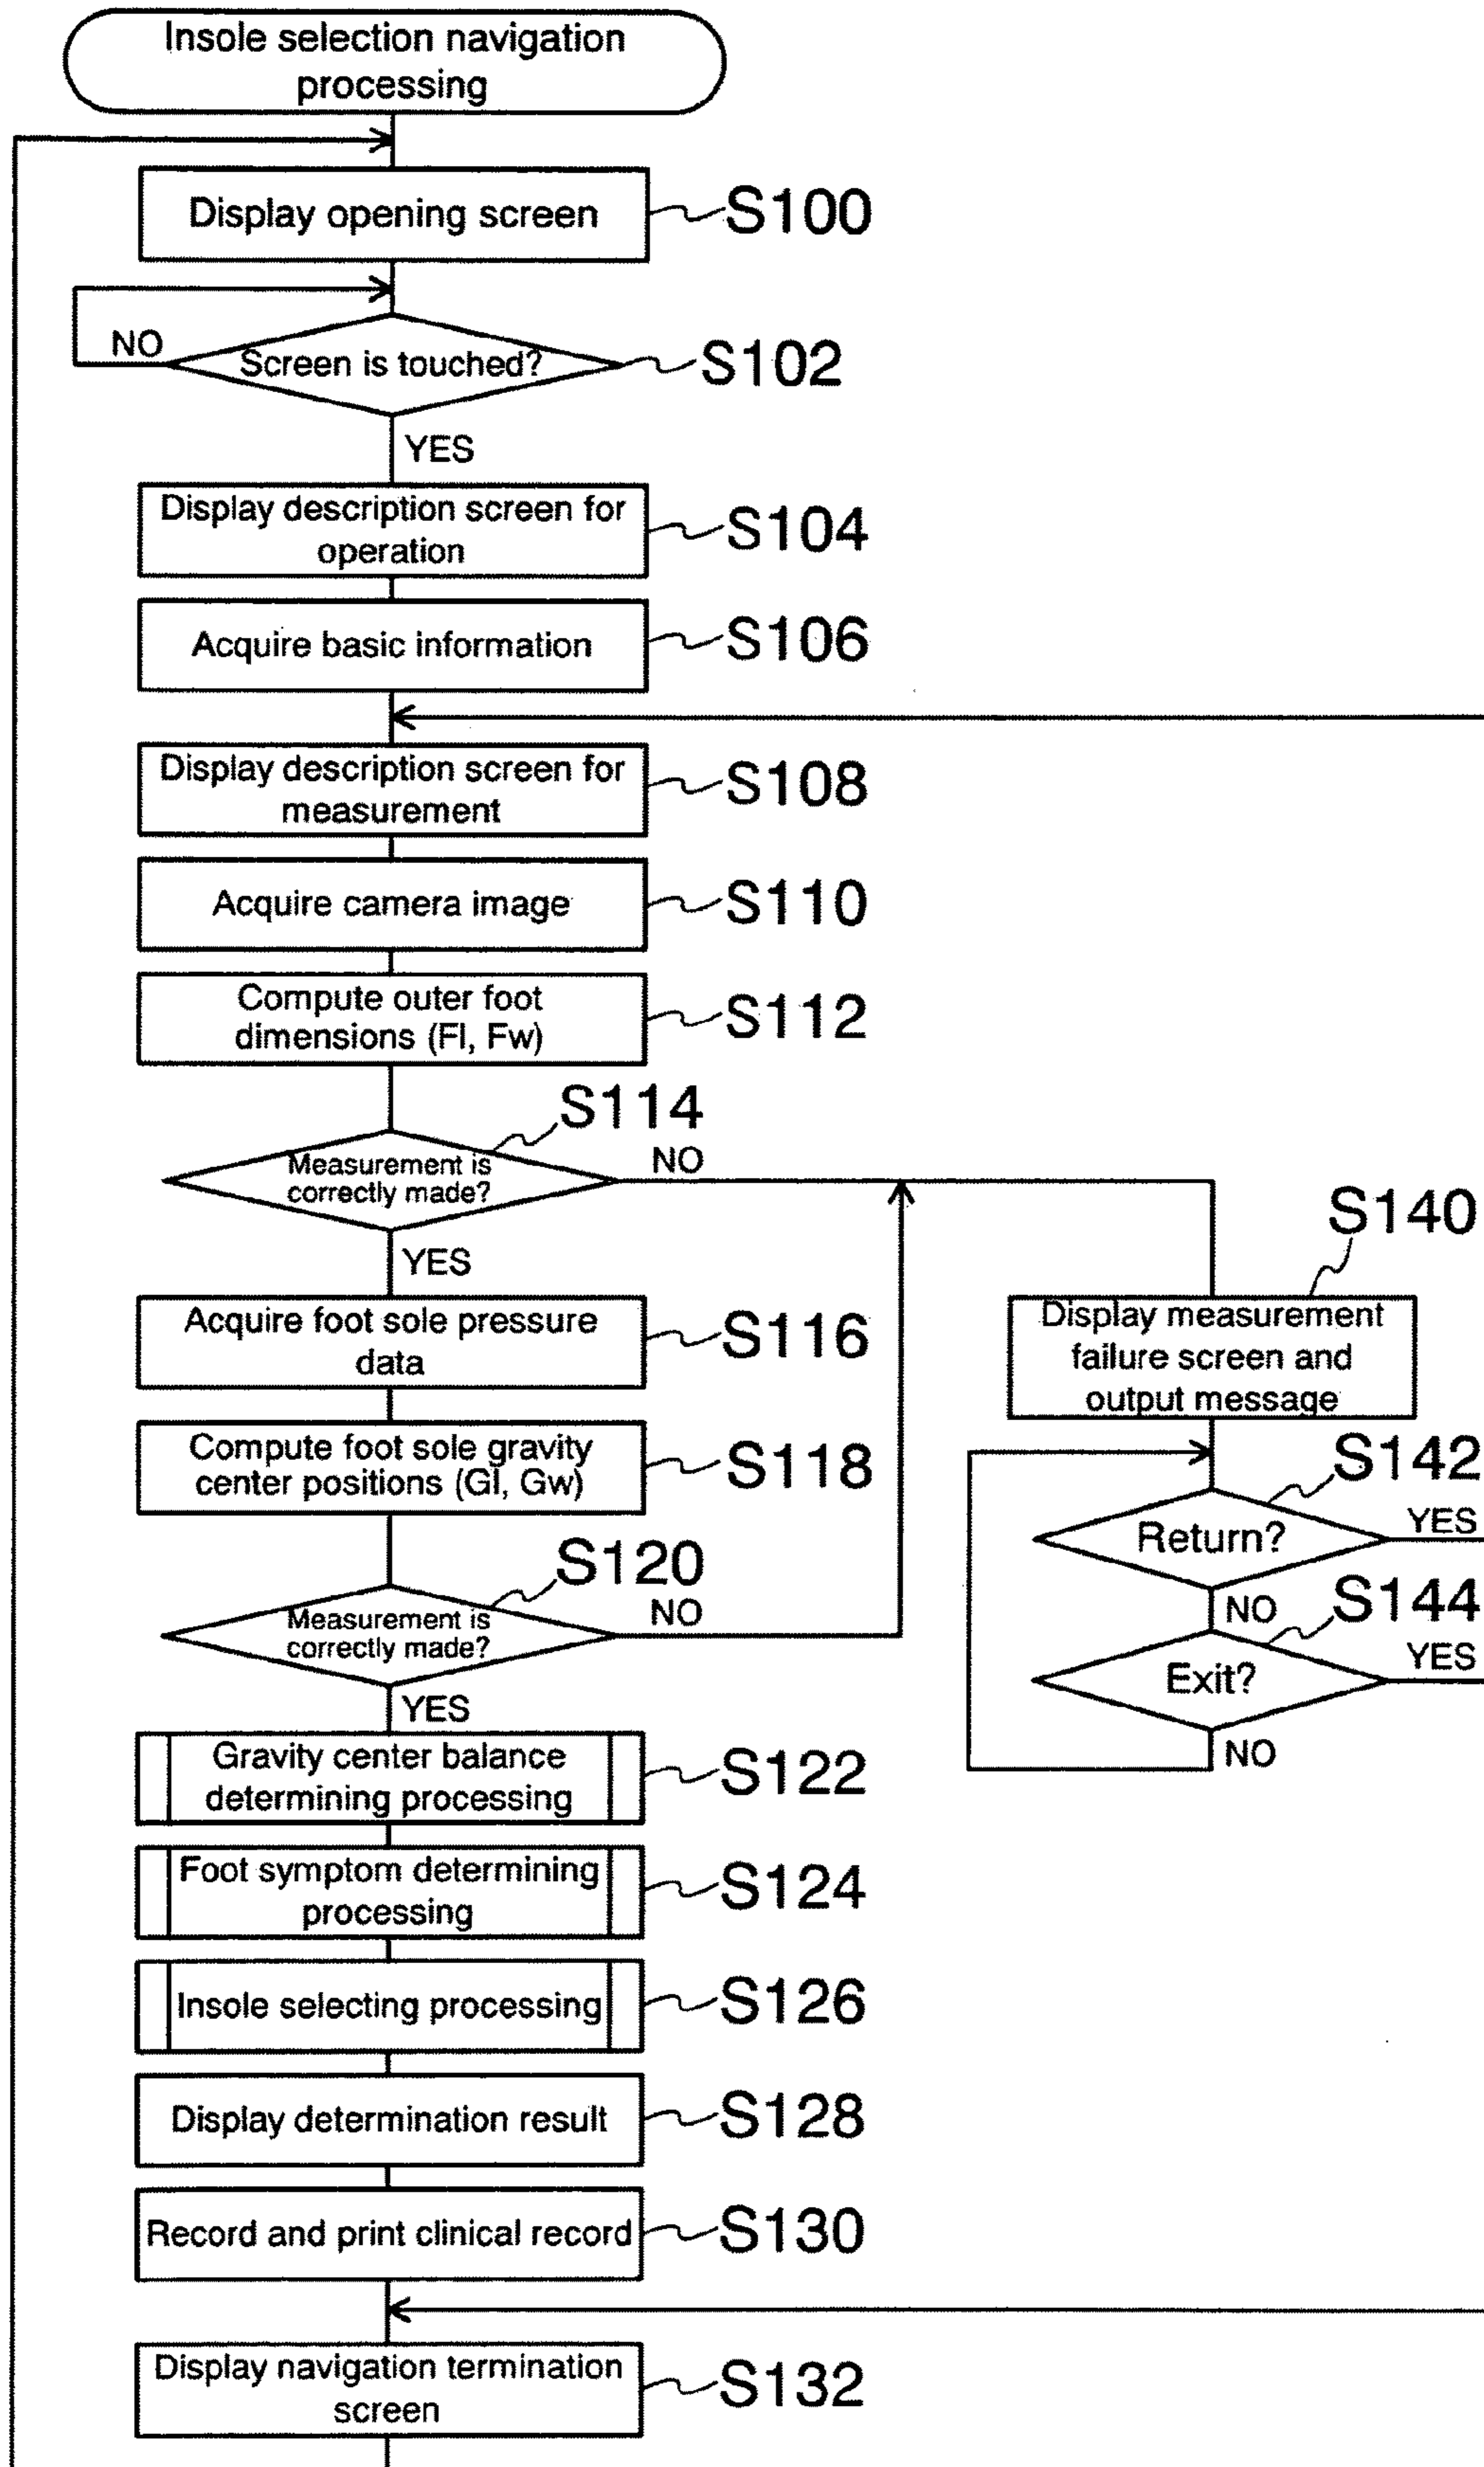 Insole selection navigation
processing
Display opening screen
S100
NO
Screen is touched?
S102
YES
Display description screen for
operation
S104
Acquire basic information
S106
Display description screen for
measurement
S108
Acquire camera image
S110
Compute outer foot
dimensions (Fl, Fw)
S112
S114
Measurement is
correctly made?
NO
YES
S140
Display measurement
failure screen and
output message
Acquire foot sole pressure
data
S116
Compute foot sole gravity
center positions (Gl, Gw)
S118
S142
Return?
YES
NO
S120
Measurement is
correctly made?
NO
YES
S144
Exit?
YES
NO
Gravity center balance
determining processing
S122
Foot symptom determining
processing
S124
Insole selecting processing
S126
Display determination result
S128
Record and print clinical record
S130
Display navigation termination
screen
S132